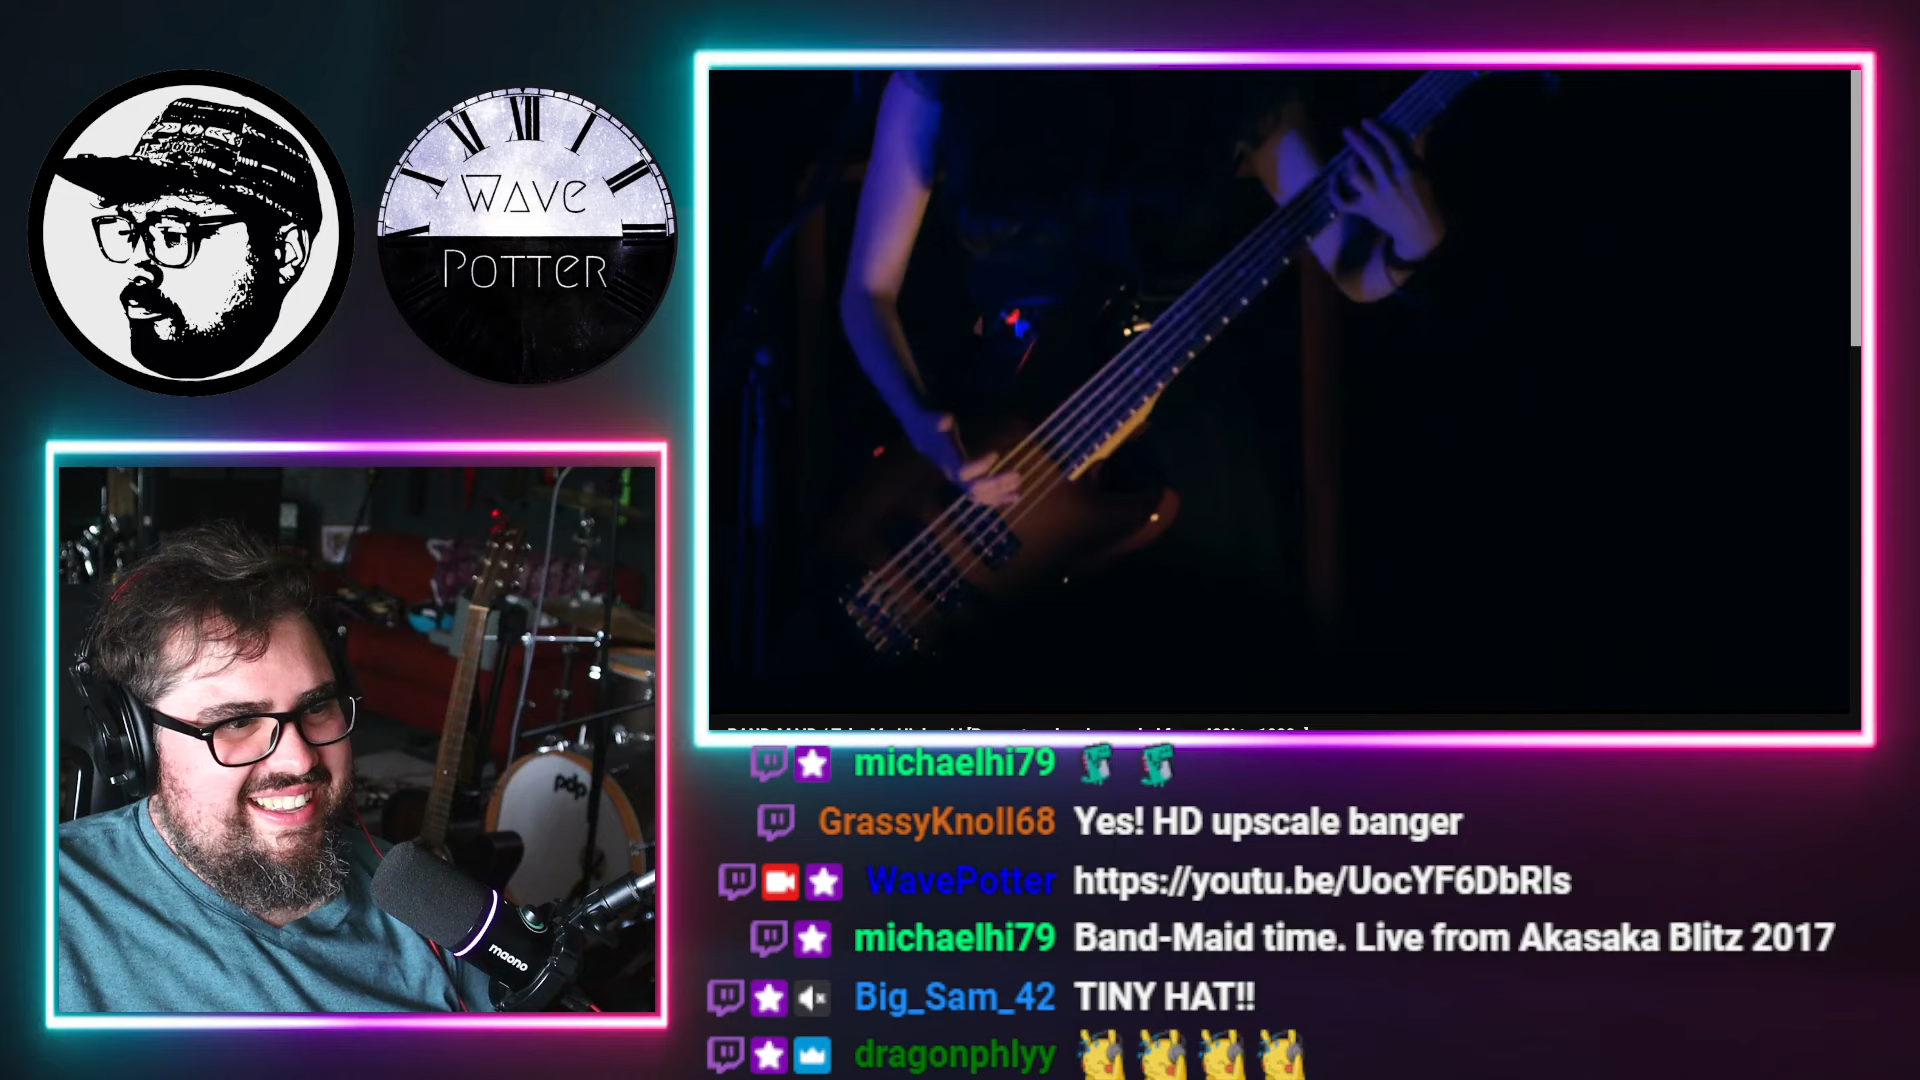 WAVE
POTTER
pdp
maono
michaelhi79
GrassyKnoll68 Yes! HD upscale banger
WavePotter https://youtu.be/UocYF6DbRIs
michaelhi79 Band-Maid time. Live from Akasaka Blitz 2017
Big_Sam_42 TINY HAT!!
dragonphlyy